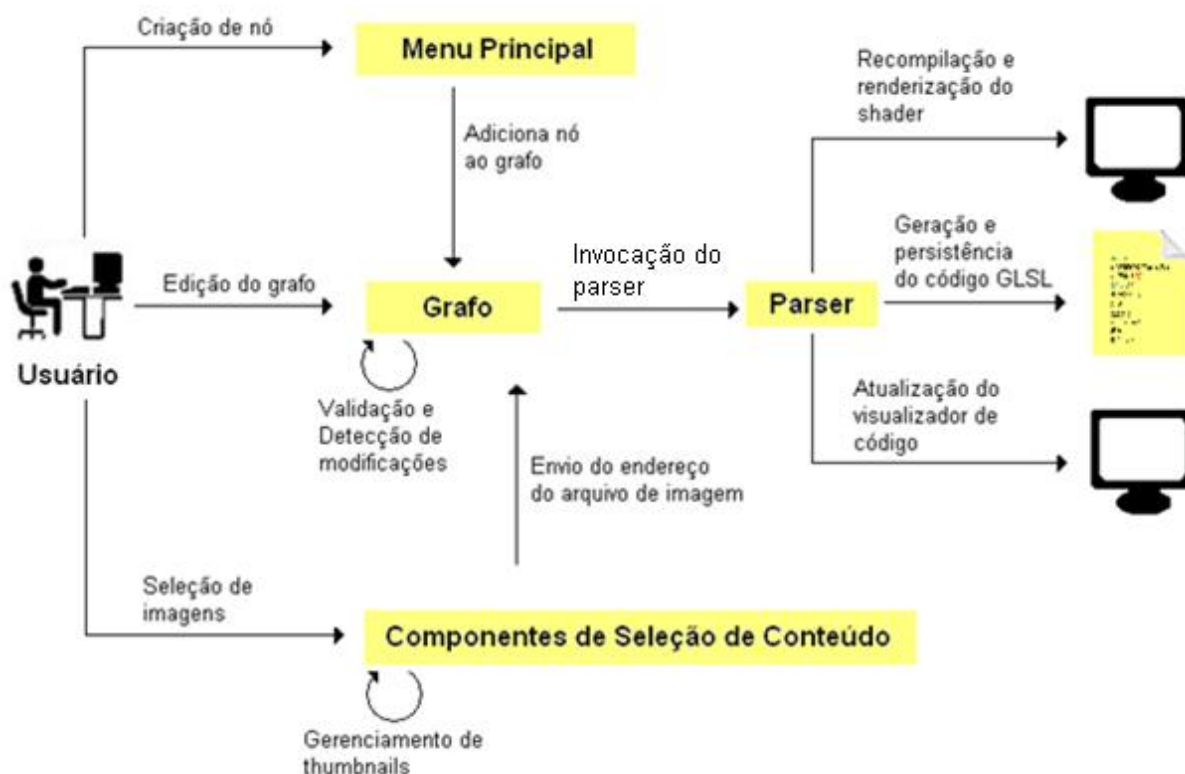 Criação de nó
Menu Principal
Adiciona nó
ao grafo
Recompilação e
renderização do
shader
Usuário
Edição do grafo
Grafo
Validação e
Detecção de
modificações
Invocação do
parser
Parser
Geração e
persistência
do código GLSL
Atualização do
visualizador de
código
Envio do endereço
do arquivo de imagem
Seleção de
imagens
Componentes de Seleção de Conteúdo
Gerenciamento de
thumbnails